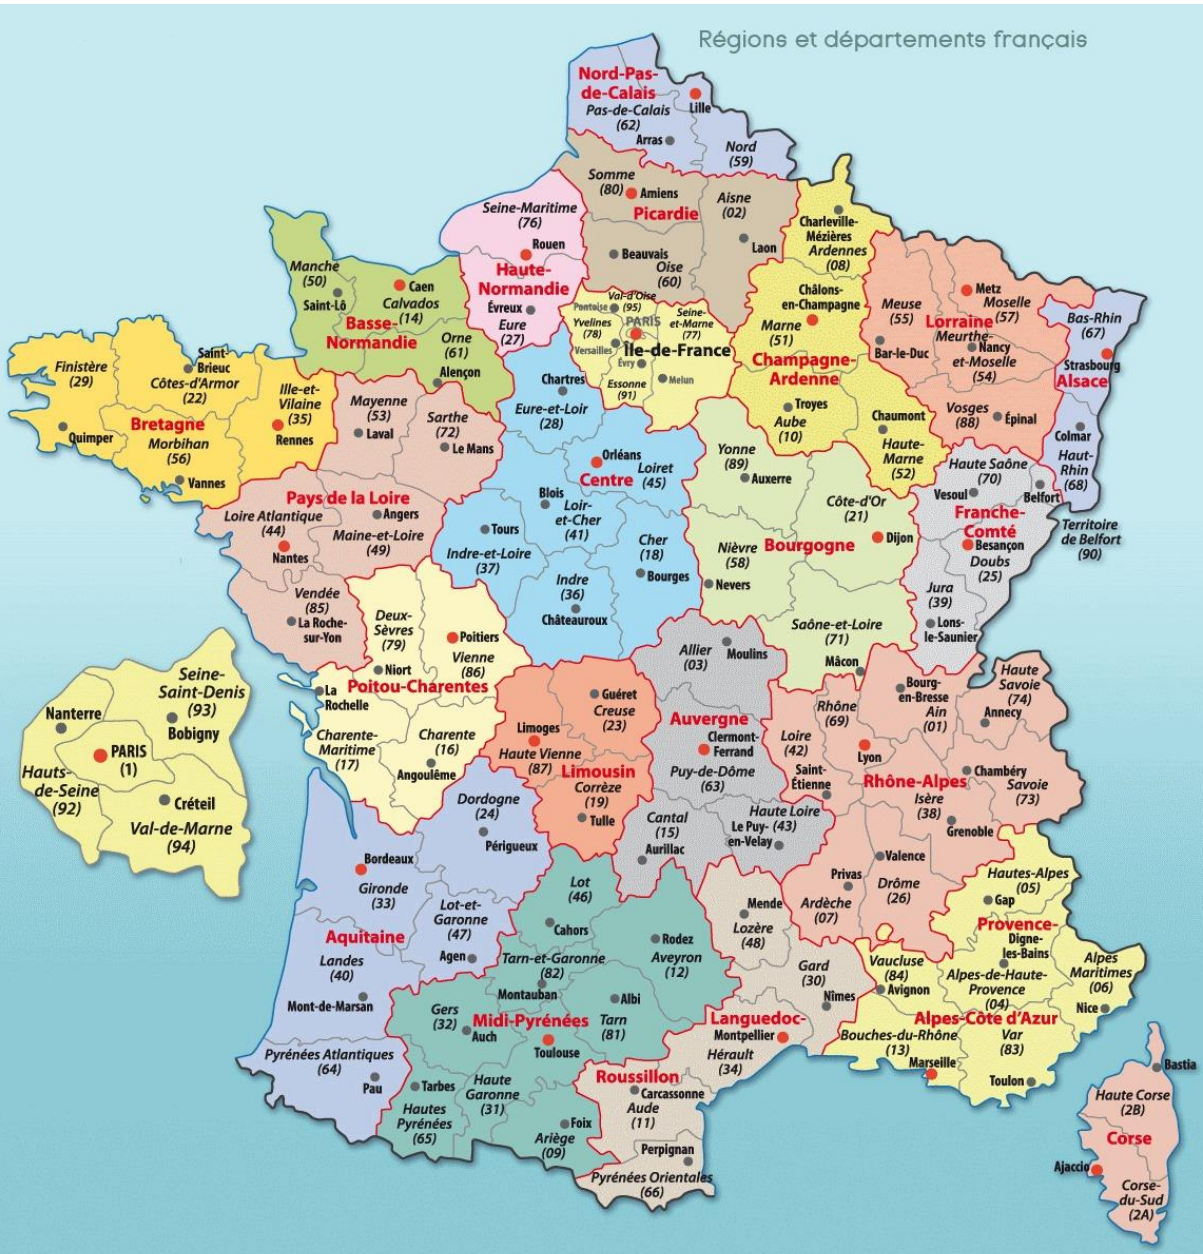 Régions et départements français
Nord-Pas-
de-Calais
Pas-de-Calais
(62)
Lille
Arras
Nord
(59)
Somme
(80)
Amiens
Picardie
Aisne
(02)
Laon
Beauvais
Oise
(60)
Seine-Maritime
(76)
Rouen
Haute-
Normandie
Évreux
Eure
(27)
Manche
(50)
Saint-Lô
Caen
Calvados
(14)
Basse-
Normandie
Orne
(61)
Alençon
Charleville-
Mézières
Ardennes
(08)
Châlons-
en-Champagne
Marne
(51)
Champagne-
Ardenne
Troyes
Aube
(10)
Chaumont
Haute-
Marne
(52)
Meuse
(55)
Bar-le-Duc
Metz
Moselle
(57)
Lorraine
Meurthe-
et-Moselle
(54)
Nancy
Vosges
(88)
Épinal
Bas-Rhin
(67)
Strasbourg
Alsace
Colmar
Haut-
Rhin
(68)
Val-d'Oise
(95)
Pontoise
Yvelines
(78)
Versailles
PARIS
Seine-
et-Marne
(77)
Île-de-France
Évry
Melun
Essonne
(91)
Finistère
(29)
Quimper
Saint-
Brieuc
Côtes-d'Armor
(22)
Bretagne
Morbihan
(56)
Vannes
Ille-et-
Vilaine
(35)
Rennes
Mayenne
(53)
Laval
Sarthe
(72)
Le Mans
Pays de la Loire
Loire Atlantique
(44)
Nantes
Angers
Maine-et-Loire
(49)
Vendée
(85)
La Roche-
sur-Yon
Chartres
Eure-et-Loir
(28)
Orléans
Loiret
(45)
Centre
Blois
Loir-
et-Cher
(41)
Tours
Indre-et-Loire
(37)
Cher
(18)
Bourges
Indre
(36)
Châteauroux
Yonne
(89)
Auxerre
Côte-d'Or
(21)
Dijon
Bourgogne
Nièvre
(58)
Nevers
Saône-et-Loire
(71)
Mâcon
Haute Saône
(70)
Vesoul
Belfort
Franche-
Comté
Besançon
Doubs
(25)
Jura
(39)
Lons-
le-Saunier
Territoire
de Belfort
(90)
Deux-
Sèvres
(79)
Niort
Poitiers
Vienne
(86)
Poitou-Charentes
La
Rochelle
Charente-
Maritime
(17)
Charente
(16)
Angoulême
Guéret
Creuse
(23)
Limoges
Haute Vienne
(87)
Limousin
Corrèze
(19)
Tulle
Allier
(03)
Moulins
Auvergne
Clermont-
Ferrand
Puy-de-Dôme
(63)
Cantal
(15)
Aurillac
Haute Loire
(43)
Le Puy-
en-Velay
Rhône
(69)
Lyon
Loire
(42)
Saint-
Étienne
Bourg-
en-Bresse
Ain
(01)
Haute
Savoie
(74)
Annecy
Rhône-Alpes
Chambéry
Savoie
(73)
Isère
(38)
Grenoble
Valence
Privas
Drôme
(26)
Ardèche
(07)
Seine-
Saint-Denis
(93)
Bobigny
Nanterre
PARIS
(1)
Hauts-
de-Seine
(92)
Créteil
Val-de-Marne
(94)
Dordogne
(24)
Périgueux
Bordeaux
Gironde
(33)
Lot-et-
Garonne
(47)
Agen
Aquitaine
Landes
(40)
Mont-de-Marsan
Pyrénées Atlantiques
(64)
Pau
Lot
(46)
Cahors
Rodez
Aveyron
(12)
Tarn-et-Garonne
(82)
Montauban
Albi
Tarn
(81)
Gers
(32)
Auch
Midi-Pyrénées
Toulouse
Tarbes
Hautes
Pyrénées
(65)
Haute
Garonne
(31)
Foix
Ariège
(09)
Mende
Lozère
(48)
Gard
(30)
Nîmes
Languedoc-
Montpellier
Hérault
(34)
Roussillon
Carcassonne
Aude
(11)
Perpignan
Pyrénées Orientales
(66)
Hautes-Alpes
(05)
Gap
Provence-
Digne-
les-Bains
Vaucluse
(84)
Avignon
Alpes-de-Haute-
Provence
(04)
Alpes
Maritimes
(06)
Nice
Alpes-Côte d'Azur
Bouches-du-Rhône
(13)
Marseille
Var
(83)
Toulon
Bastia
Haute Corse
(2B)
Corse
Ajaccio
Corse-
du-Sud
(2A)